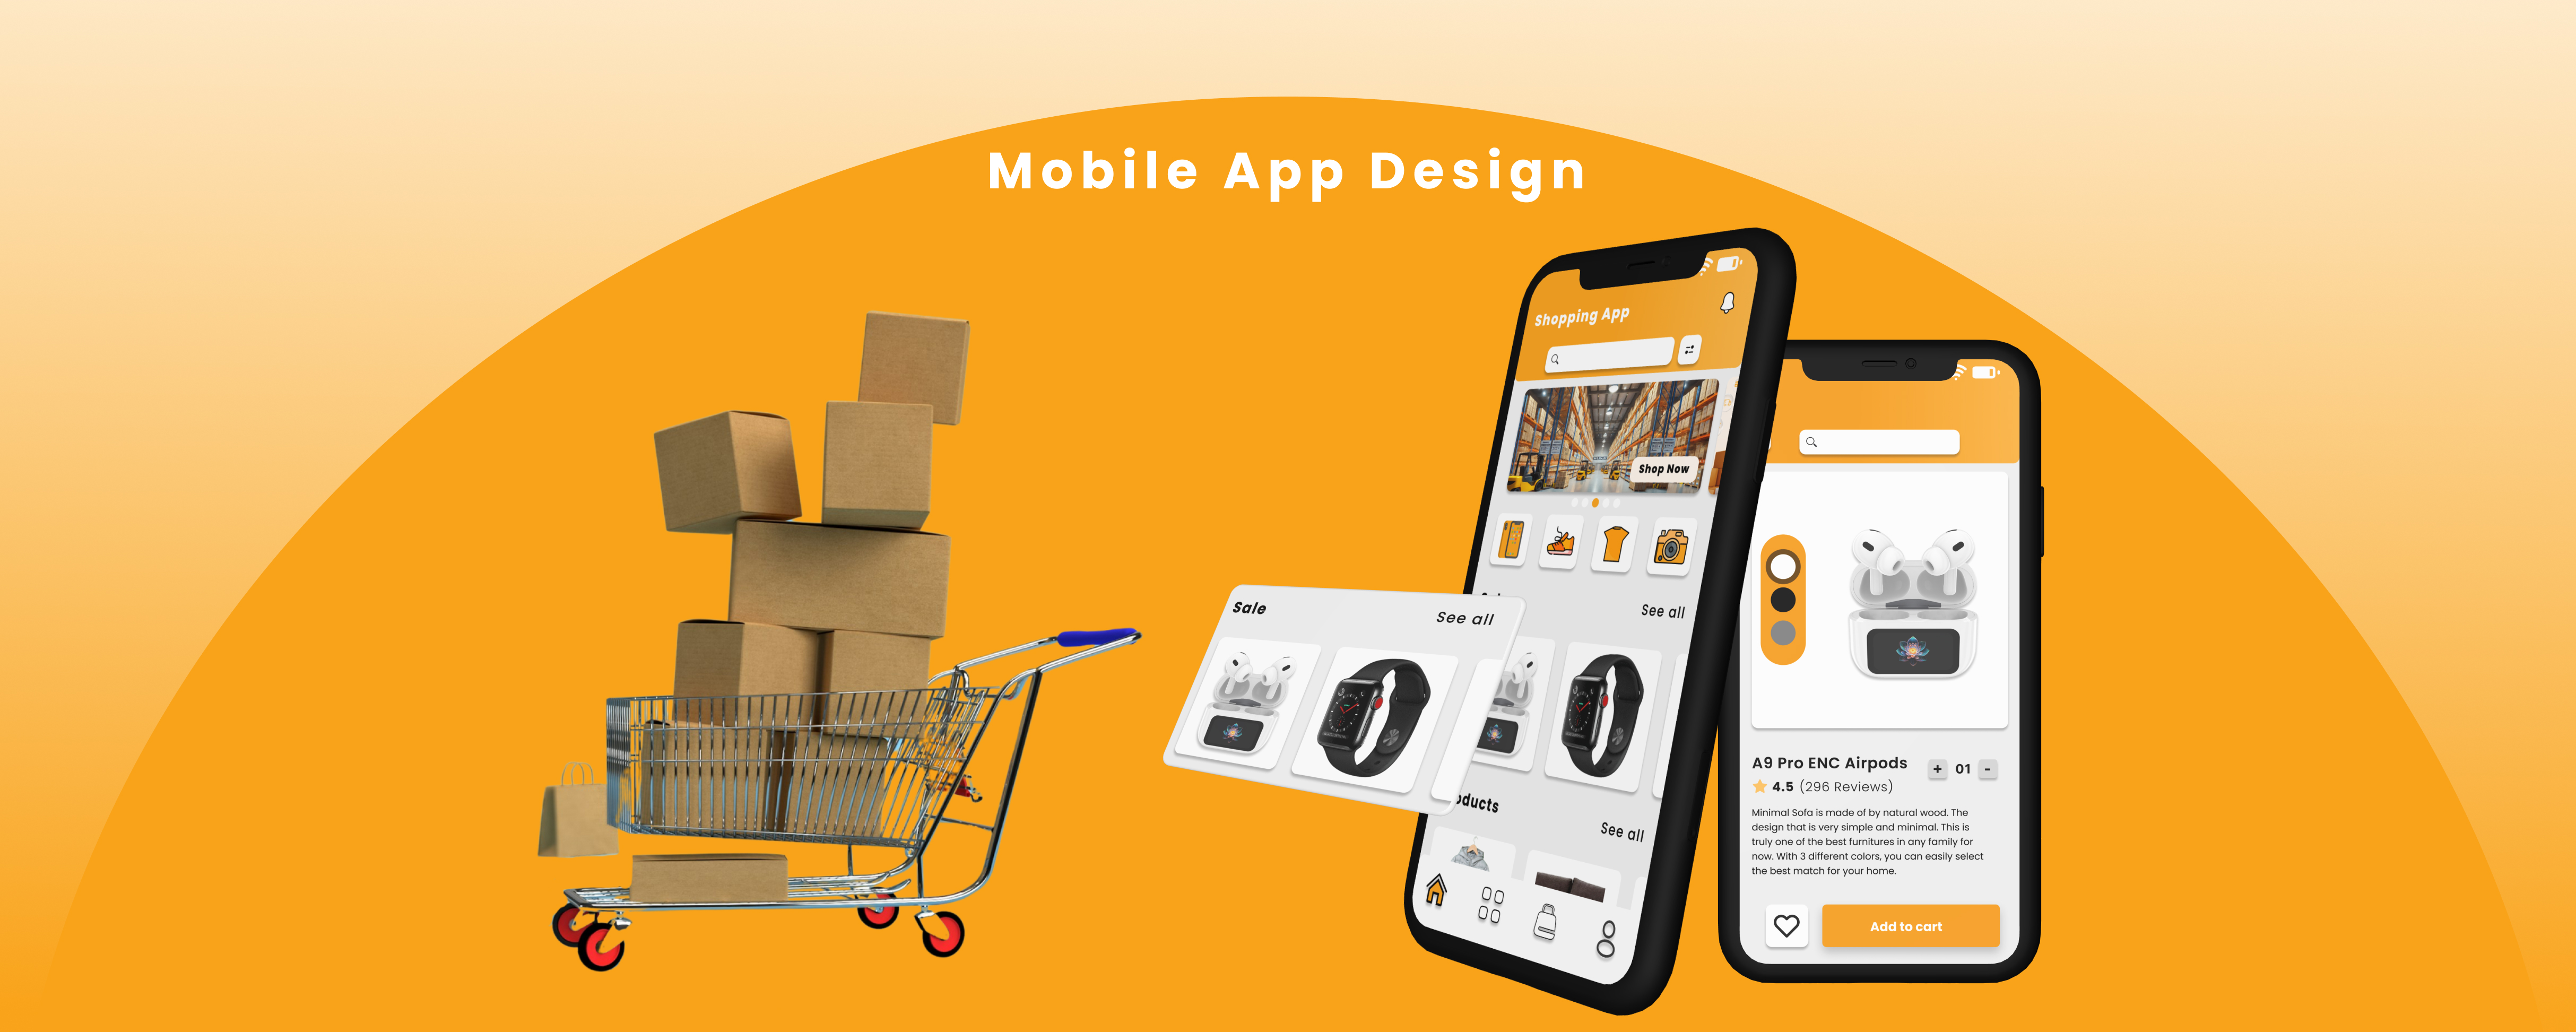 Mobile App Design
Shopping App
Shop Now
See all
Sale
See all
oducts
See all
A9 Pro ENC Airpods
+ 01 -
4.5 (296 Reviews)
Minimal Sofa is made of by natural wood. The
design that is very simple and minimal. This is
truly one of the best furnitures in any family for
now. With 3 different colors, you can easily select
the best match for your home.
Add to cart